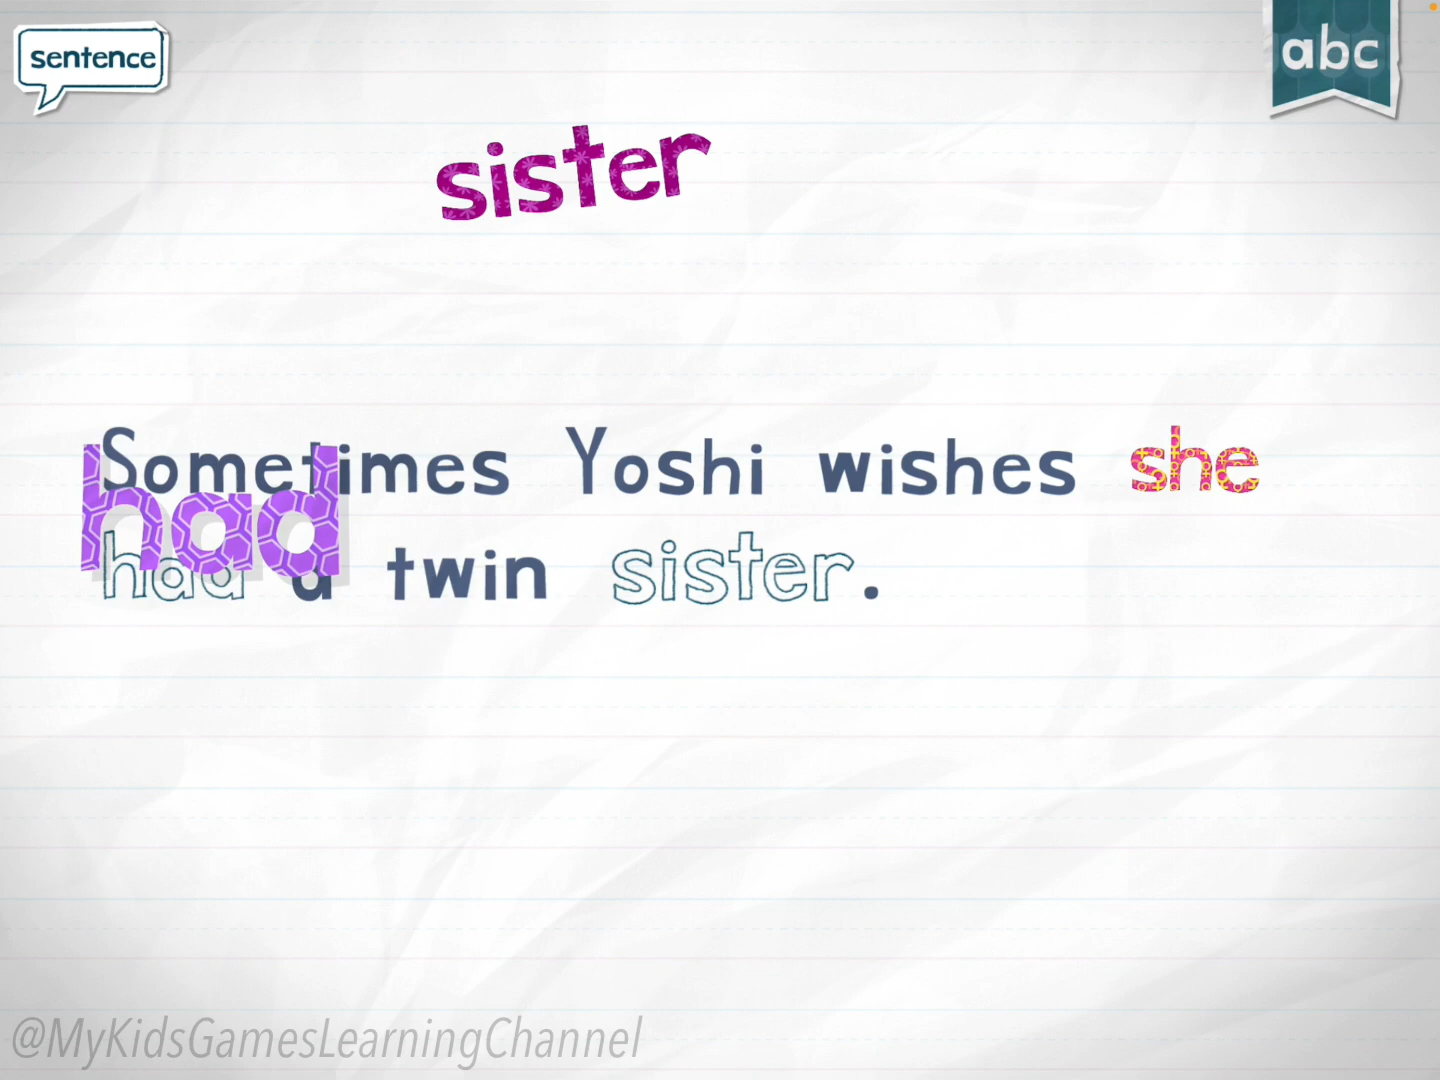 sentence
abc
sister
Sometimes Yoshi wishes she
had
had a twin sister.
@MyKidsGamesLearningChannel